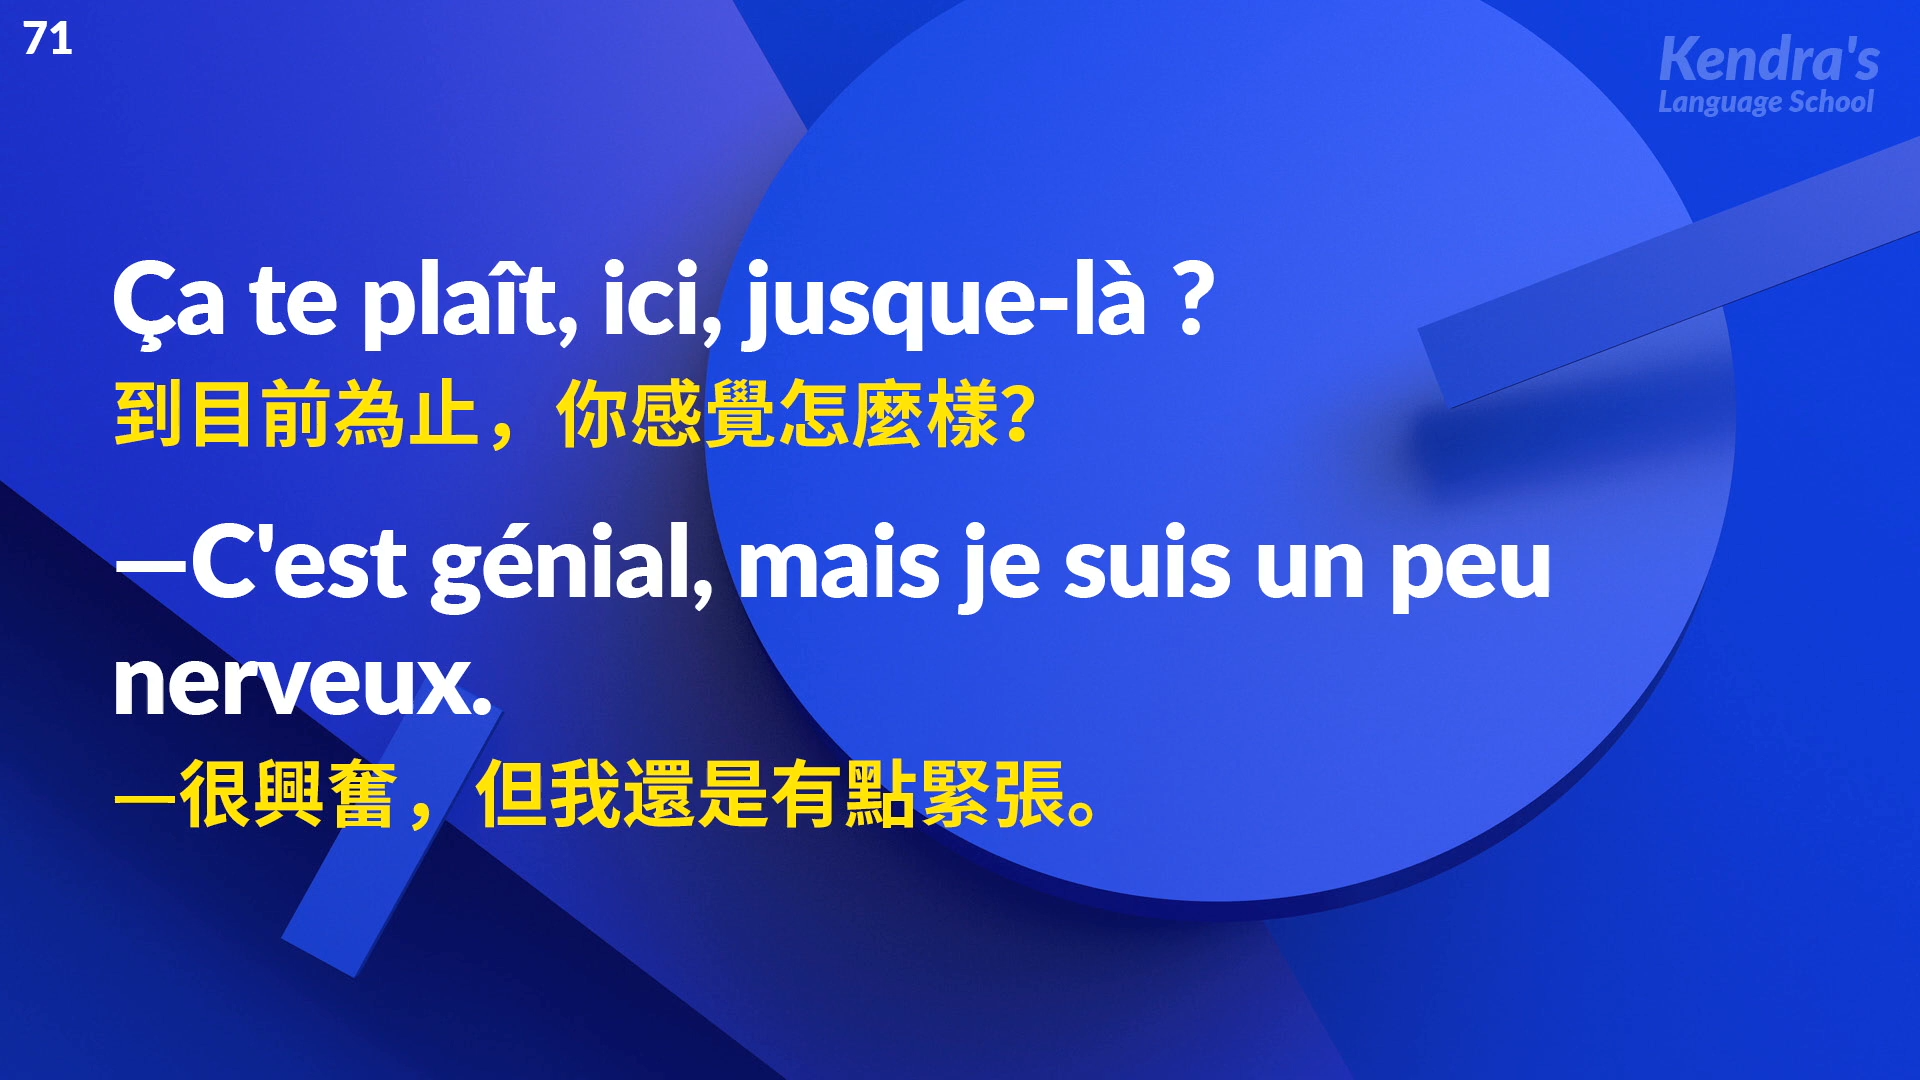 71
Kendra's
Language School
Ça te plaît, ici, jusque-là ?
到目前為止，你感覺怎麼樣？
—C'est génial, mais je suis un peu
nerveux.
—很興奮，但我還是有點緊張。